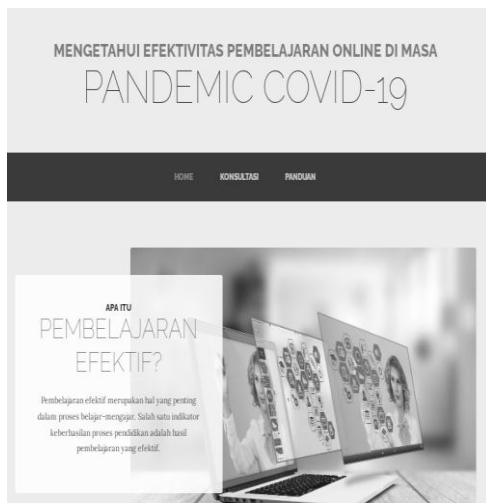 MENGETAHUI EFEKTIVITAS PEMBELAJARAN ONLINE DI MASA
PANDEMIC COVID-19
HOME KONSULTASI PANDUAN
APA ITU
PEMBELAJARAN
EFEKTIF?
Pembelajaran efektif merupakan hal yang penting
dalam proses belajar-mengajar. Salah satu indikator
keberhasilan proses pendidikan adalah hasil
pembelajaran yang efektif.